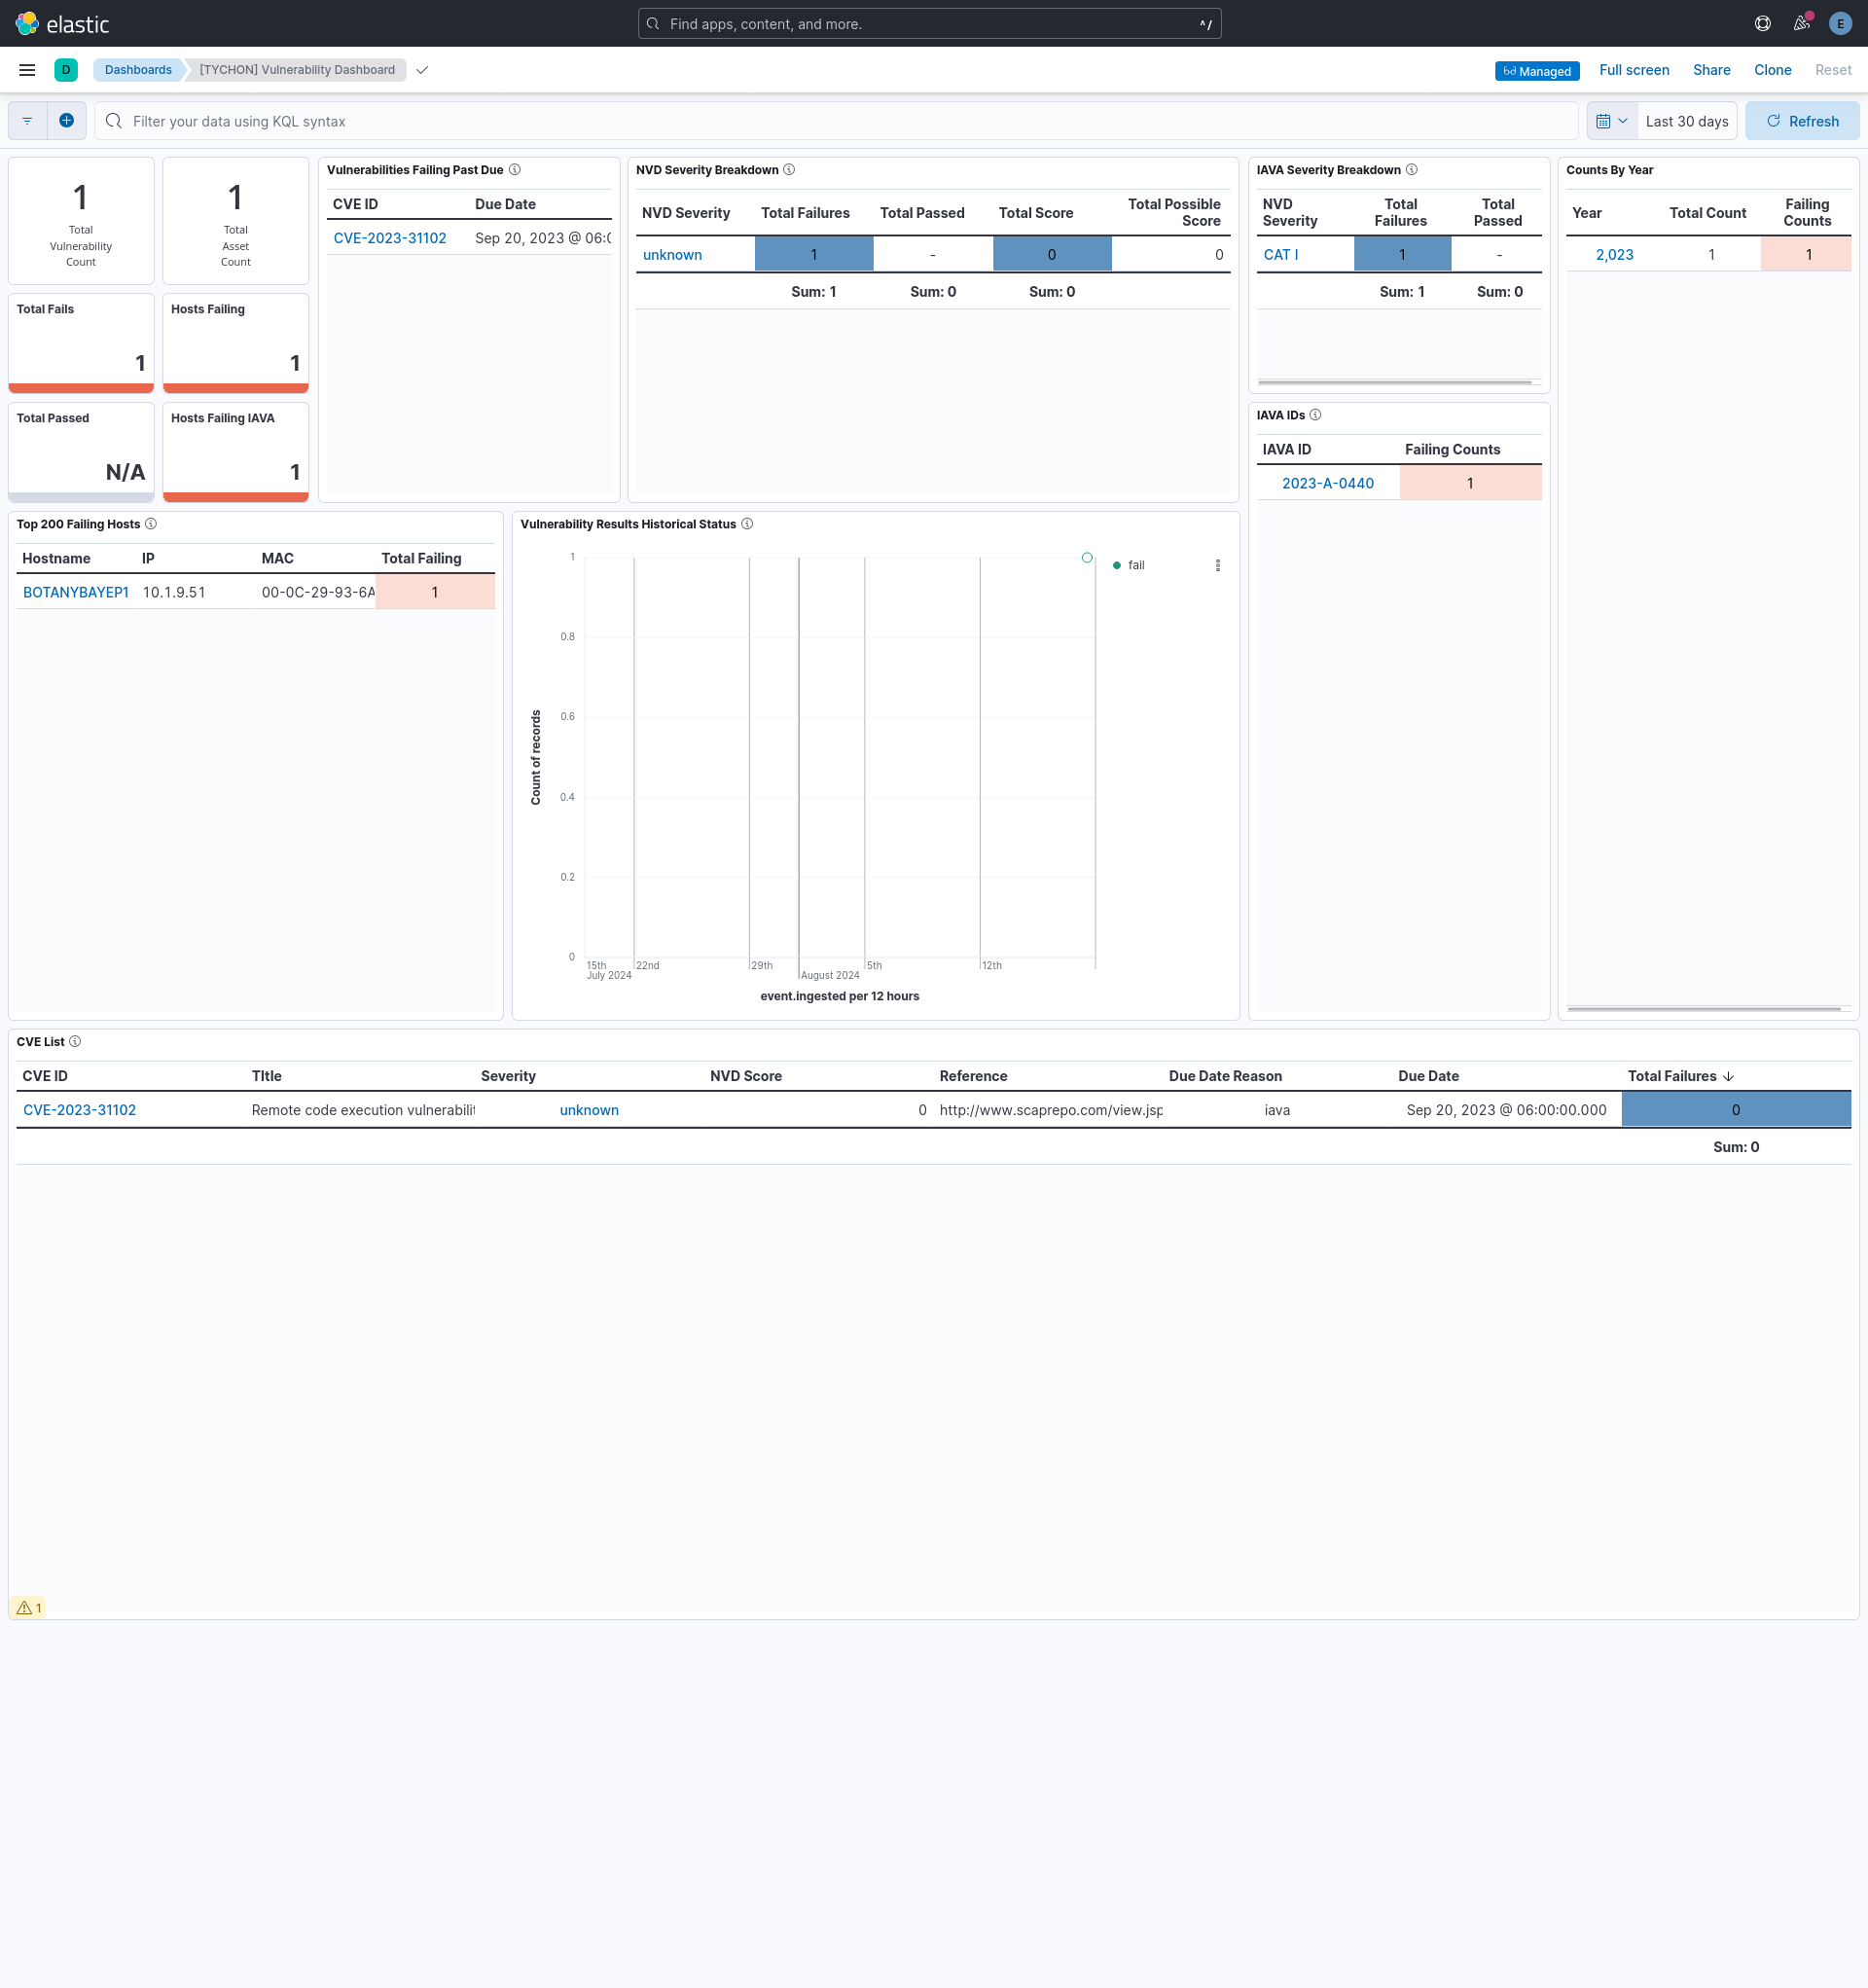 elastic
Find apps, content, and more.
^/
E
D
Dashboards
[TYCHON] Vulnerability Dashboard
Managed
Full screen
Share
Clone
Reset
Filter your data using KQL syntax
Last 30 days
Refresh
1
Total
Vulnerability
Count
1
Total
Asset
Count
Total Fails
1
Hosts Failing
1
Total Passed
N/A
Hosts Failing IAVA
1
Vulnerabilities Failing Past Due
CVE ID Due Date
CVE-2023-31102 Sep 20, 2023 @ 06:0
NVD Severity Breakdown
NVD Severity Total Failures Total Passed Total Score Total Possible
Score
unknown 1 - 0 0
Sum: 1 Sum: 0 Sum: 0
IAVA Severity Breakdown
NVD Total Total
Severity Failures Passed
CAT I 1 -
Sum: 1 Sum: 0
IAVA IDs
IAVA ID Failing Counts
2023-A-0440 1
Counts By Year
Year Total Count Failing
Counts
2,023 1 1
Top 200 Failing Hosts
Hostname IP MAC Total Failing
BOTANYBAYEP1 10.1.9.51 00-0C-29-93-6A 1
Vulnerability Results Historical Status
1
0.8
0.6
0.4
0.2
0
Count of records
15th 22nd 29th 5th 12th
July 2024 August 2024
event.ingested per 12 hours
fail
CVE List
CVE ID TItle Severity NVD Score Reference Due Date Reason Due Date Total Failures
CVE-2023-31102 Remote code execution vulnerabilit unknown 0 http://www.scaprepo.com/view.jsp iava Sep 20, 2023 @ 06:00:00.000 0
Sum: 0
1